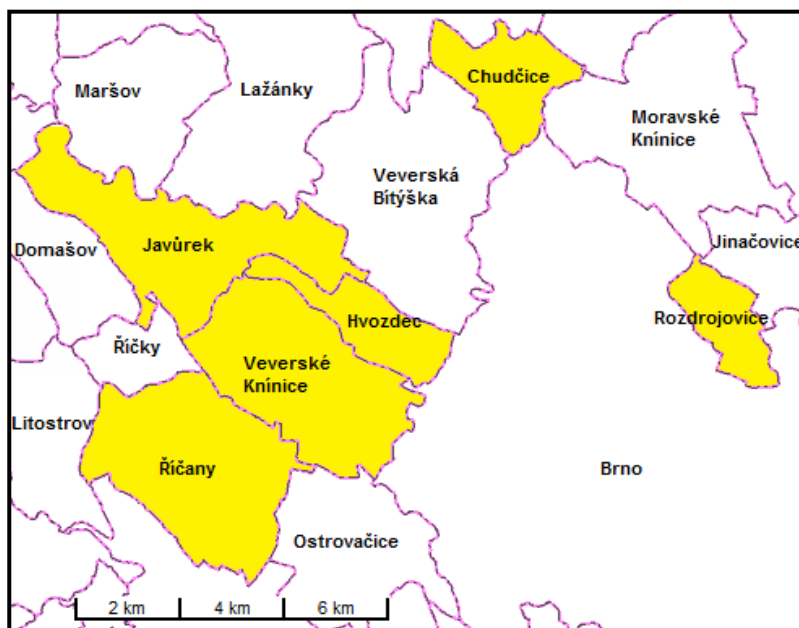 Chudčice
Maršov
Lažánky
Moravské
Knínice
Veverská
Bítýška
Domašov
Javůrek
Jinačovice
Hvozdec
Rozdrojovice
Říčky
Veverské
Knínice
Litostrov
Říčany
Brno
Ostrovačice
2 km
4 km
6 km